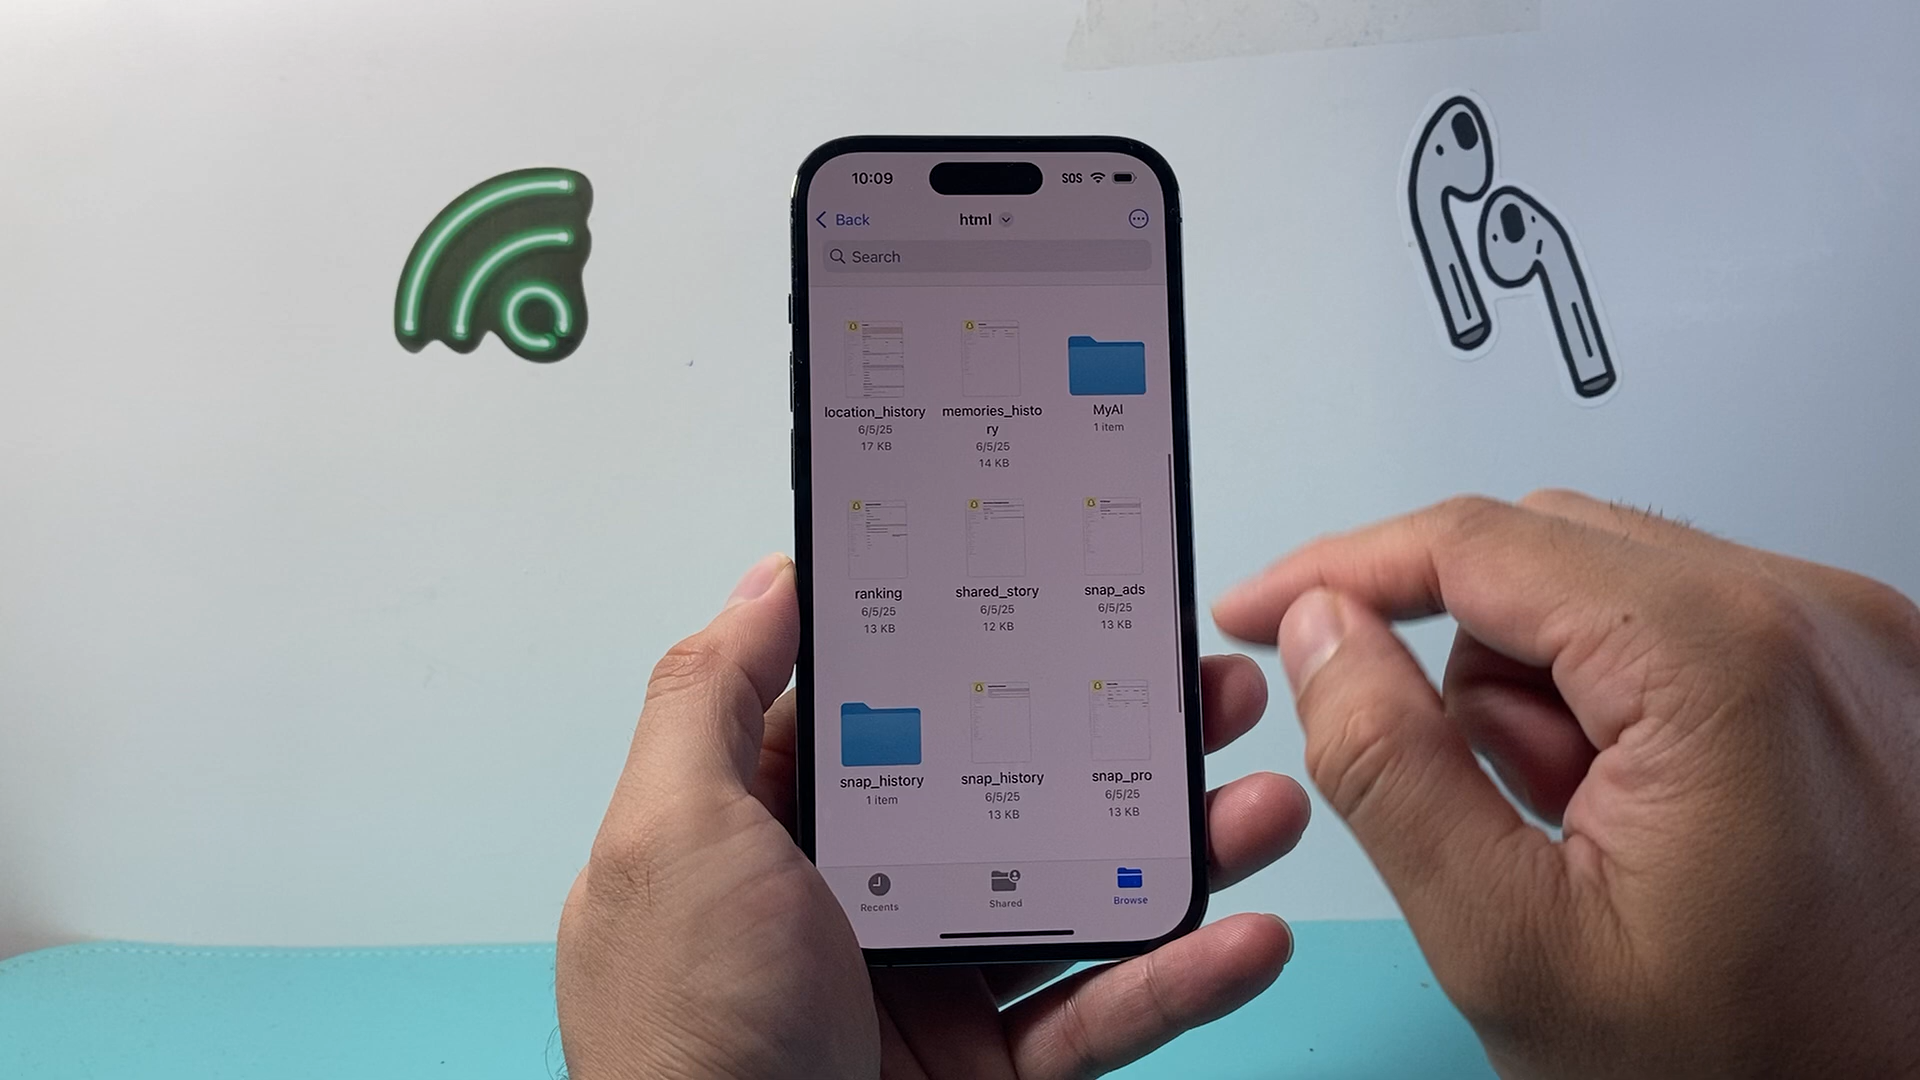 10:09
SOS
Back
html
Search
location_history
6/5/25
17 KB
memories_histo
ry
6/5/25
14 KB
MyAI
1 item
ranking
6/5/25
13 KB
shared_story
6/5/25
12 KB
snap_ads
6/5/25
13 KB
snap_history
1 item
snap_history
6/5/25
13 KB
snap_pro
6/5/25
13 KB
Recents
Shared
Browse